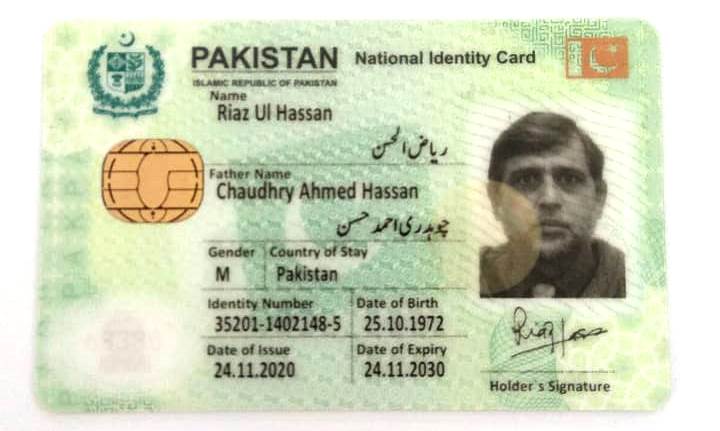 PAKISTAN National Identity Card
ISLAMIC REPUBLIC OF PAKISTAN
Name
Riaz Ul Hassan
ریاض الحسن
Father Name
Chaudhry Ahmed Hassan
چوہدری احمد حسن
Gender Country of Stay
M Pakistan
Identity Number Date of Birth
35201-1402148-5 25.10.1972
Date of Issue Date of Expiry
24.11.2020 24.11.2030
Holder's Signature